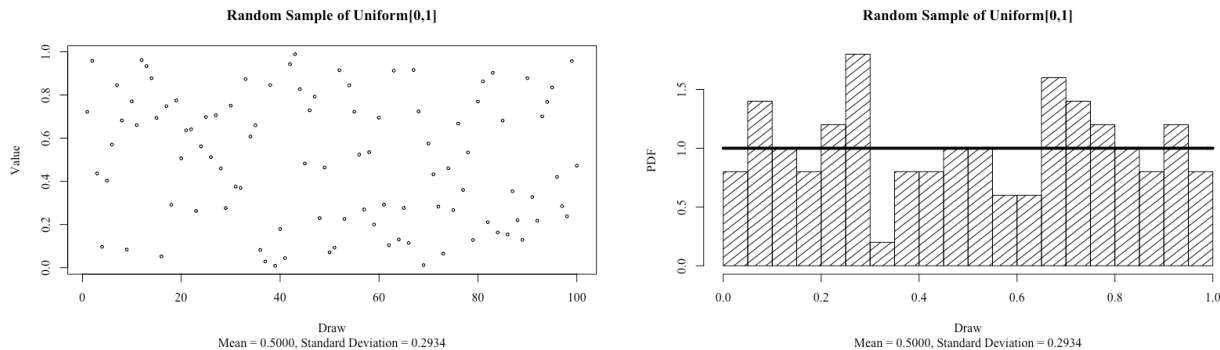 Random Sample of Uniform[0,1]
Value
1.0
0.8
0.6
0.4
0.2
0.0
0
20
40
60
80
100
Draw
Mean = 0.5000, Standard Deviation = 0.2934
Random Sample of Uniform[0,1]
PDF
1.5
1.0
0.5
0.0
0.0
0.2
0.4
0.6
0.8
1.0
Draw
Mean = 0.5000, Standard Deviation = 0.2934